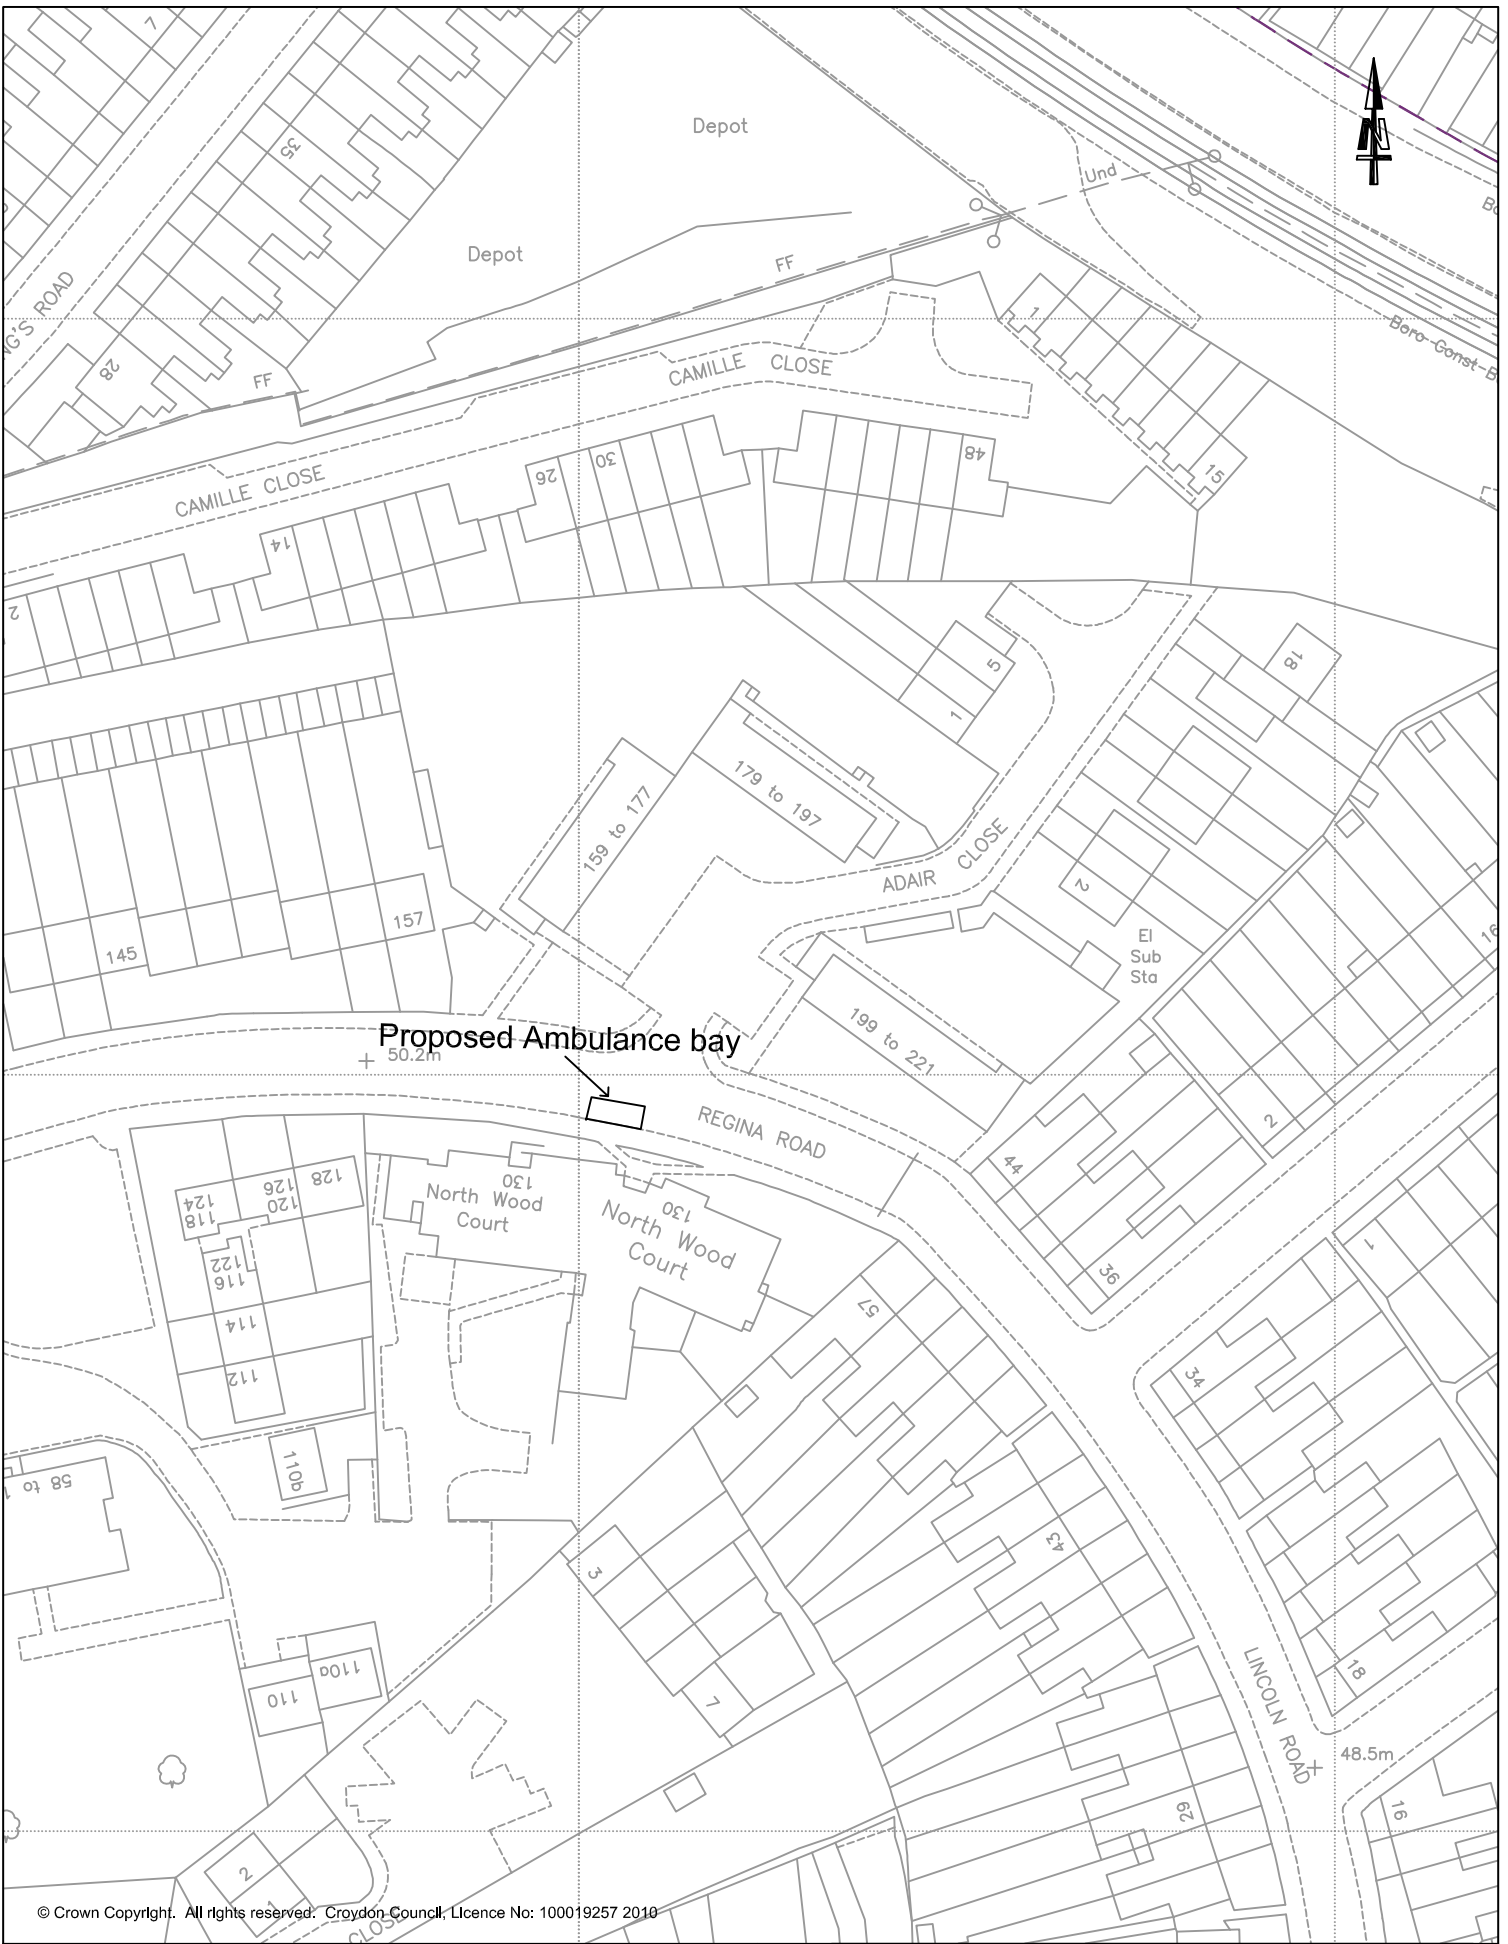 7
Depot
N
35
Und
Depot
FF
1
Boro Const B
28
FF
CAMILLE CLOSE
48
15
26
30
CAMILLE CLOSE
14
2
18
5
1
179 to 197
159 to 177
ADAIR CLOSE
2
157
145
El
Sub
Sta
16
199 to 221
Proposed Ambulance bay
50.2m
REGINA ROAD
2
44
130
128
126
120
124
118
North Wood
Court
130
North Wood
Court
122
116
36
1
57
114
112
34
110b
58 to 1
43
3
110a
110
7
18
LINCOLN ROAD
48.5m
29
16
2
1
CLOSE
© Crown Copyright. All rights reserved. Croydon Council, Licence No: 100019257 2010